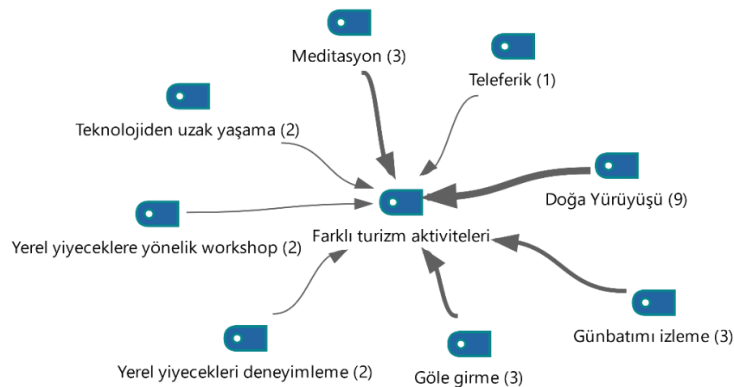 Meditasyon (3)
Teleferik (1)
Teknolojiden uzak yaşama (2)
Doğa Yürüyüşü (9)
Farklı turizm aktiviteleri
Yerel yiyeceklere yönelik workshop (2)
Günbatımı izleme (3)
Yerel yiyecekleri deneyimleme (2)
Göle girme (3)